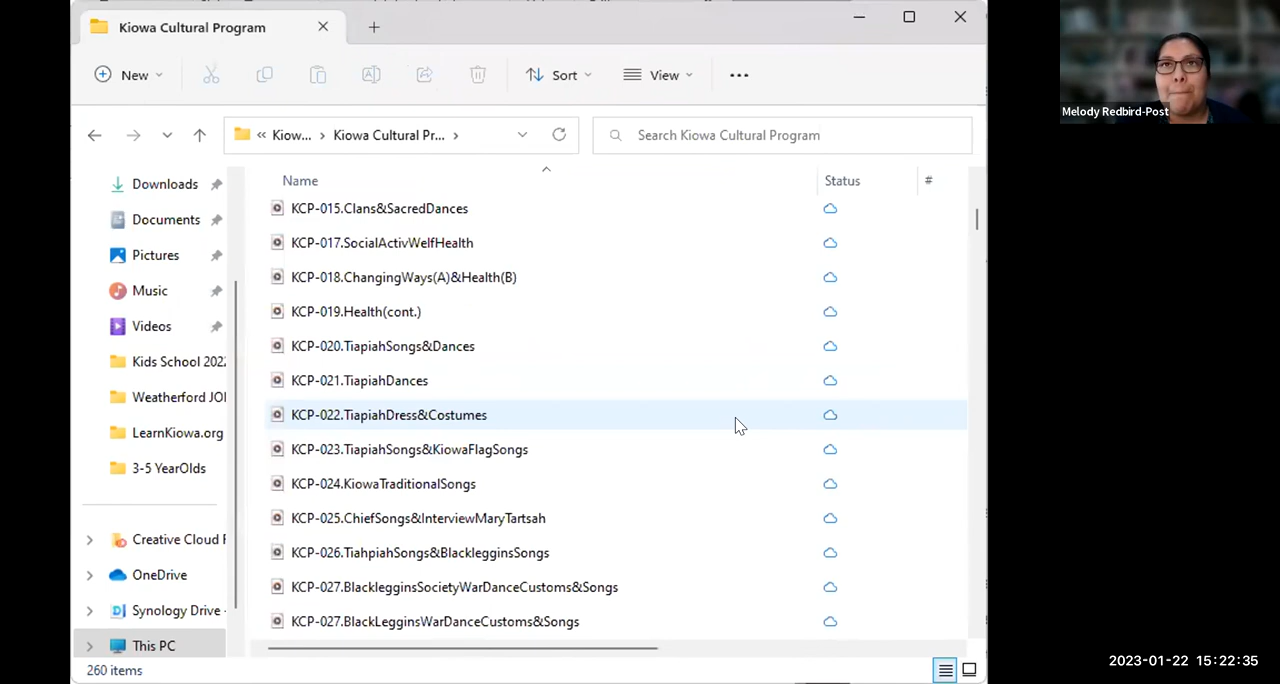 Kiowa Cultural Program
New
Sort
View
« Kiow... › Kiowa Cultural Pr... ›
Search Kiowa Cultural Program
Name
Status
#
Downloads
Documents
Pictures
Music
Videos
Kids School 202
Weatherford JO
LearnKiowa.org
3-5 YearOlds
Creative Cloud F
OneDrive
Synology Drive -
This PC
KCP-015.Clans&SacredDances
KCP-017.SocialActivWelfHealth
KCP-018.ChangingWays(A)&Health(B)
KCP-019.Health(cont.)
KCP-020.TiapiahSongs&Dances
KCP-021.TiapiahDances
KCP-022.TiapiahDress&Costumes
KCP-023.TiapiahSongs&KiowaFlagSongs
KCP-024.KiowaTraditionalSongs
KCP-025.ChiefSongs&InterviewMaryTartsah
KCP-026.TiahpiahSongs&BlacklegginsSongs
KCP-027.BlacklegginsSocietyWarDanceCustoms&Songs
KCP-027.BlackLegginsWarDanceCustoms&Songs
260 items
Melody Redbird-Post
2023-01-22 15:22:35